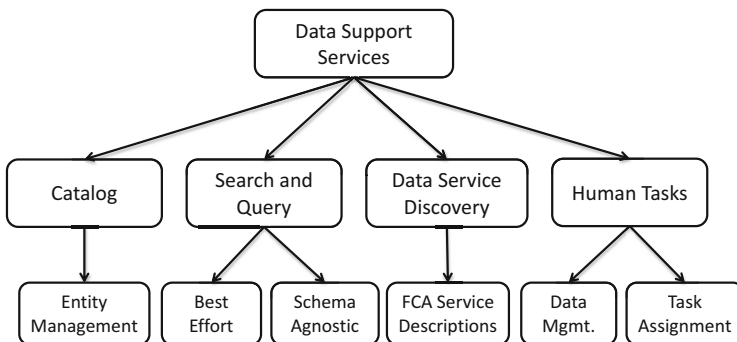 Data Support
Services
Catalog
Search and
Query
Data Service
Discovery
Human Tasks
Entity
Management
Best
Effort
Schema
Agnostic
FCA Service
Descriptions
Data
Mgmt.
Task
Assignment